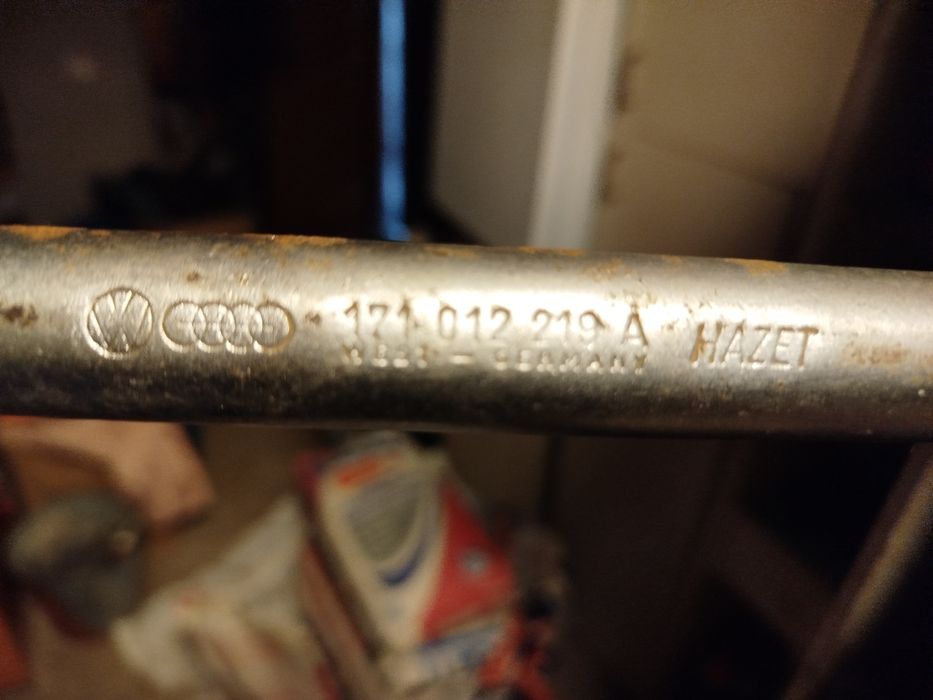 171 012 219 A HAZET
WEST - GERMANY